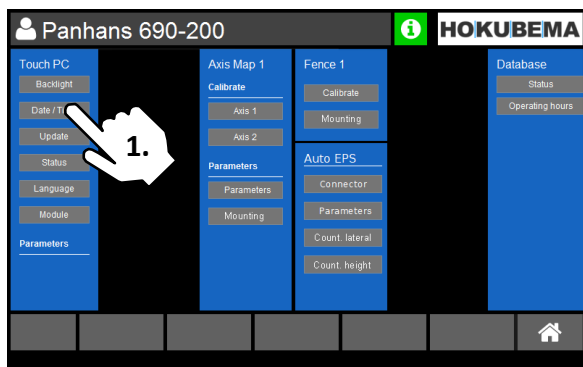 Panhans 690-200
i
HOKUBEMA
Touch PC
Backlight
Date / Ti
Update
Status
Language
Module
Parameters
1.
Axis Map 1
Calibrate
Axis 1
Axis 2
Parameters
Parameters
Mounting
Fence 1
Calibrate
Mounting
Auto EPS
Connector
Parameters
Count. lateral
Count. height
Database
Status
Operating hours